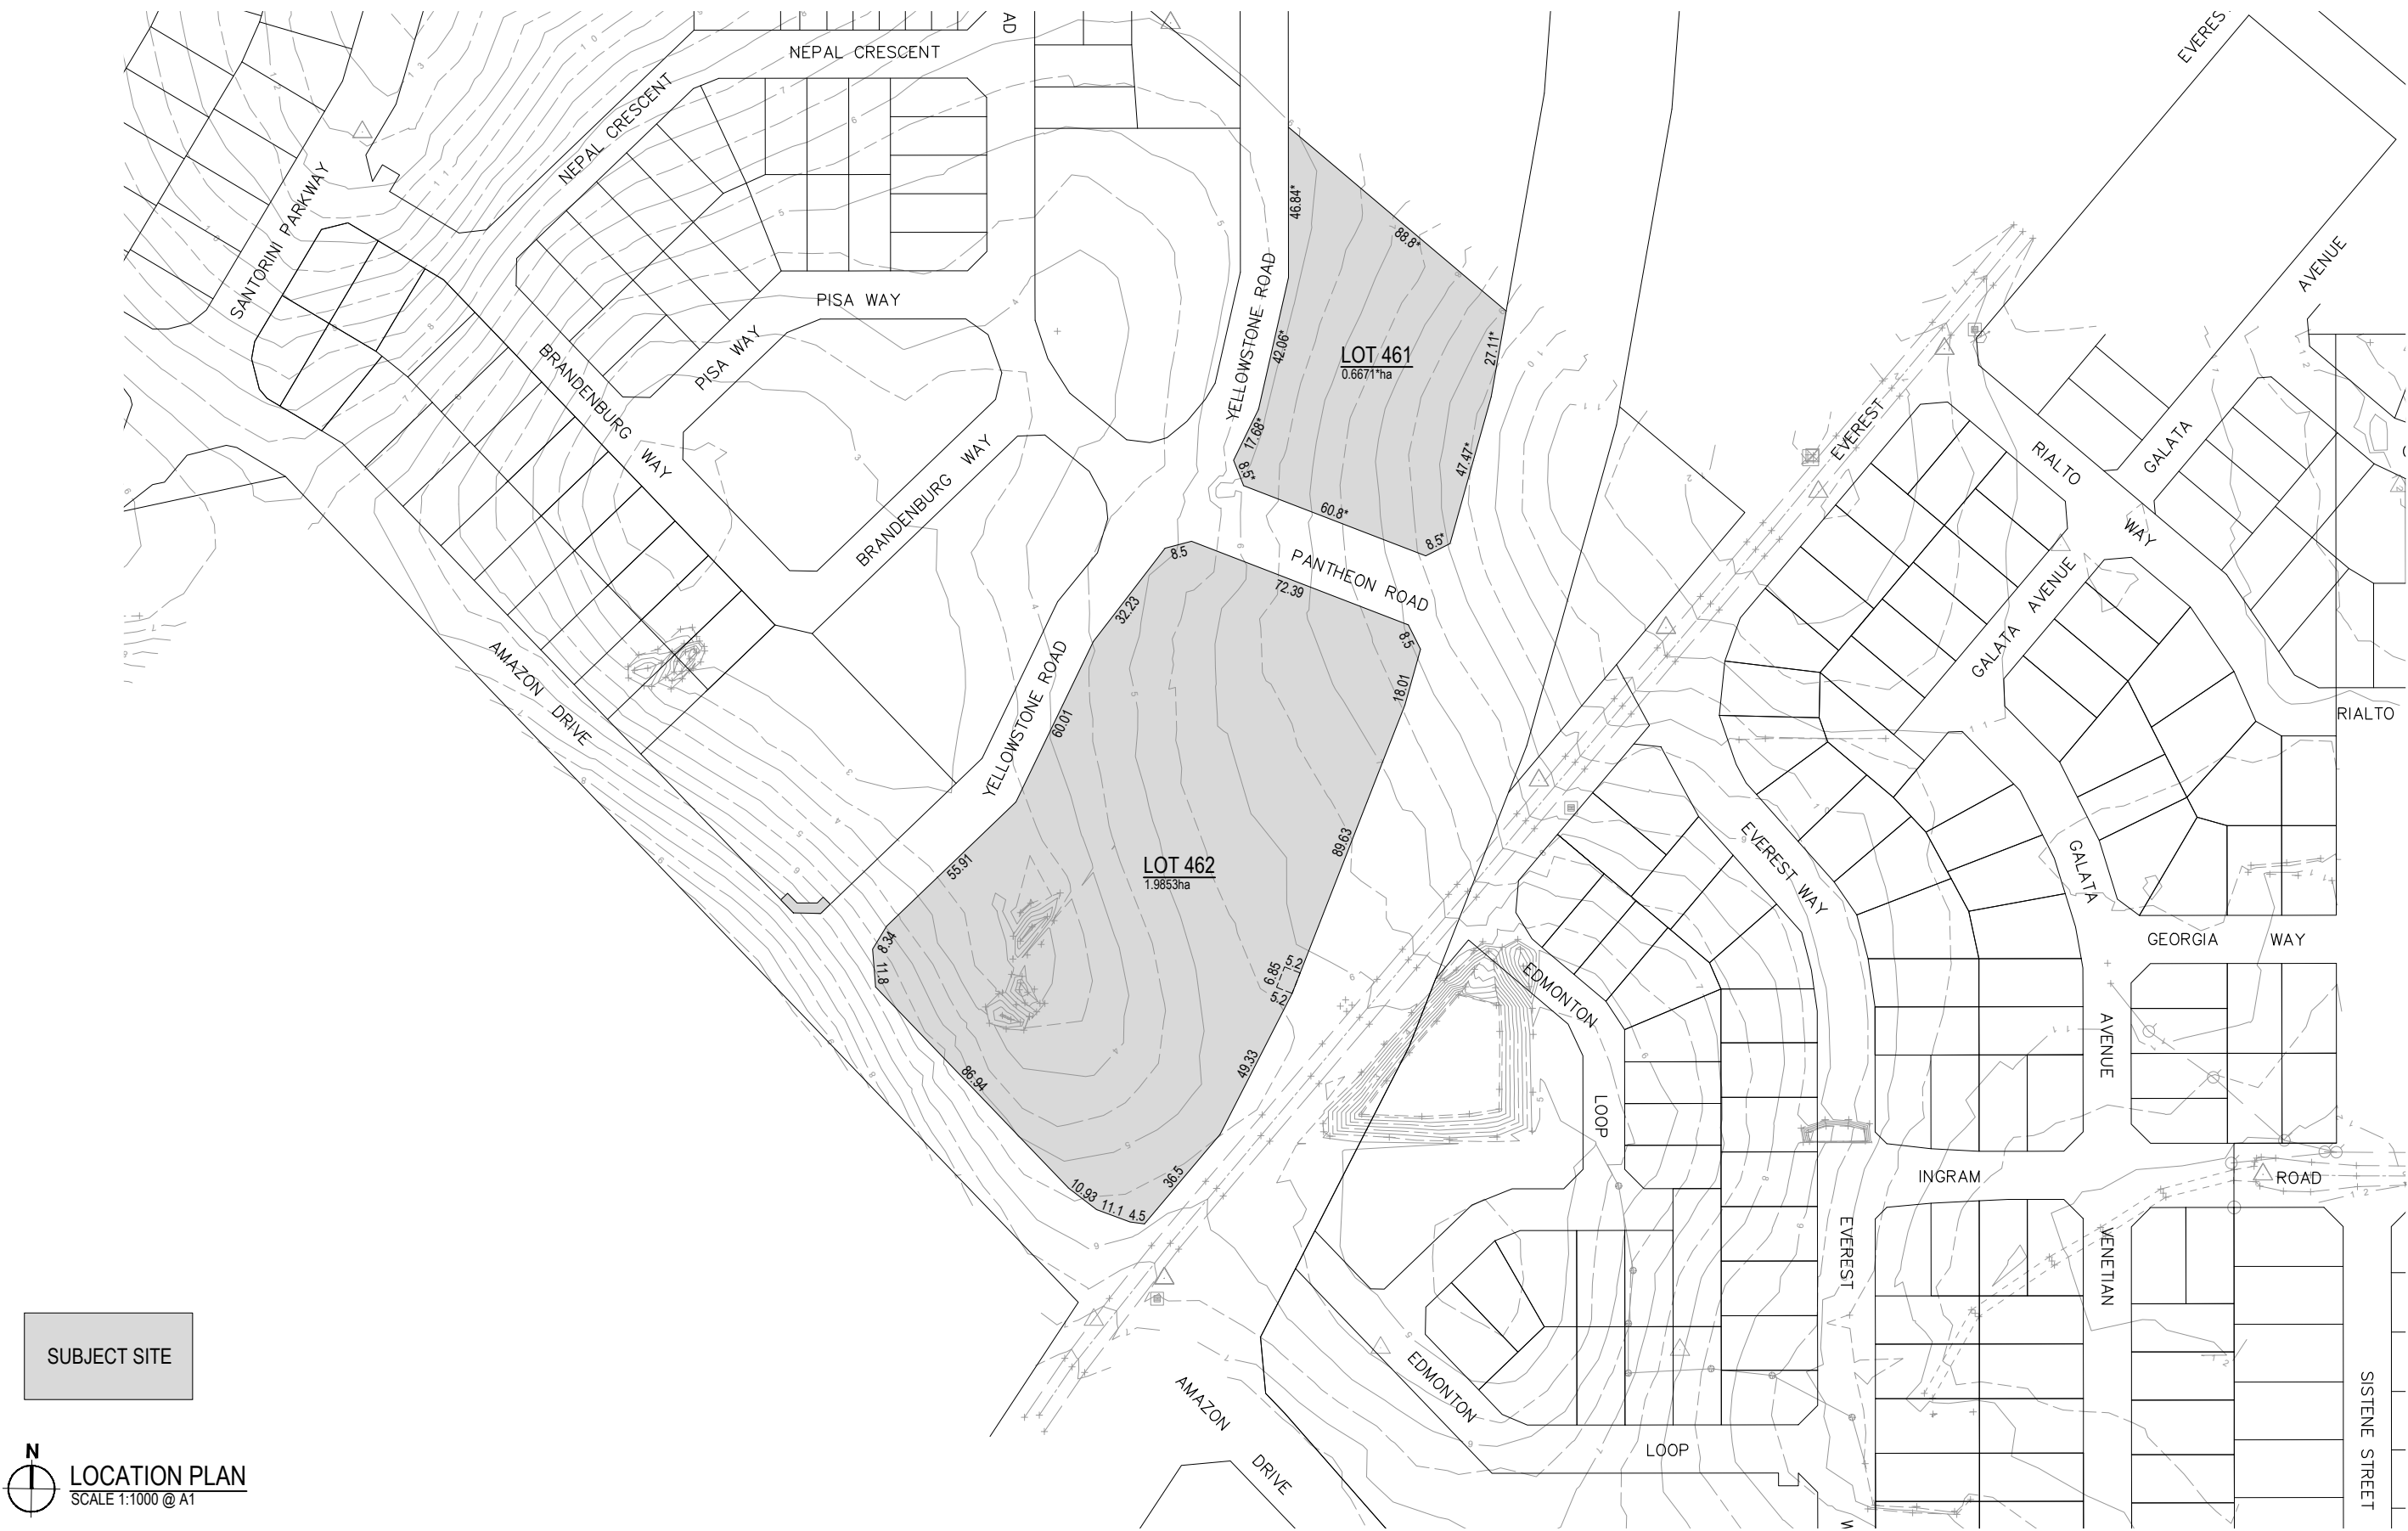 AD
NEPAL CRESCENT
EVERES
NEPAL CRESCENT
SANTORINI PARKWAY
46.84*
88.8*
AVENUE
YELLOWSTONE ROAD
PISA WAY
42.06*
27.11*
LOT 461
0.6671*ha
BRANDENBURG
WAY
PISA WAY
17.68*
8.5*
47.47*
60.8*
8.5*
EVEREST
RIALTO
WAY
GALATA
AVENUE
BRANDENBURG WAY
8.5
PANTHEON ROAD
72.39
32.23
8.5
18.01
GALATA
AMAZON
DRIVE
YELLOWSTONE ROAD
60.01
RIALTO
89.63
LOT 462
1.9853ha
55.91
EVEREST WAY
GALATA
AVENUE
8.34
11.8
GEORGIA WAY
5.2
6.85
5.2
EDMONTON
LOOP
49.33
86.94
36.5
10.93
11.1
4.5
INGRAM
ROAD
EVEREST
VENETIAN
SUBJECT SITE
EDMONTON
LOOP
AMAZON
DRIVE
SISTENE STREET
N
LOCATION PLAN
SCALE 1:1000 @ A1